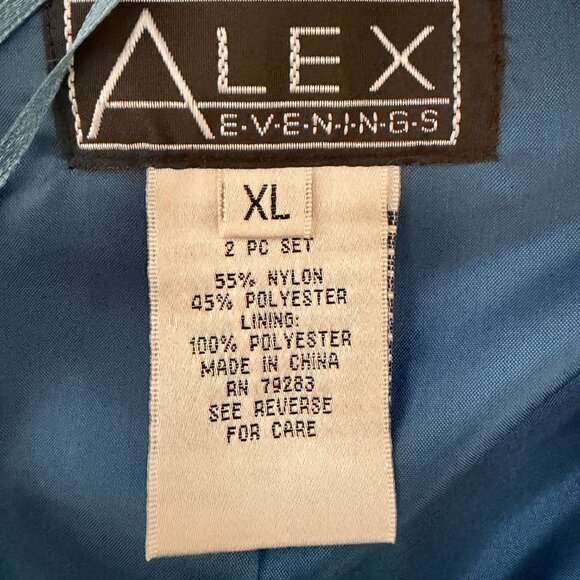 ALEX
E·V·E·N·I·N·G·S
XL
2 PC SET
55% NYLON
45% POLYESTER
LINING:
100% POLYESTER
MADE IN CHINA
RN 79283
SEE REVERSE
FOR CARE